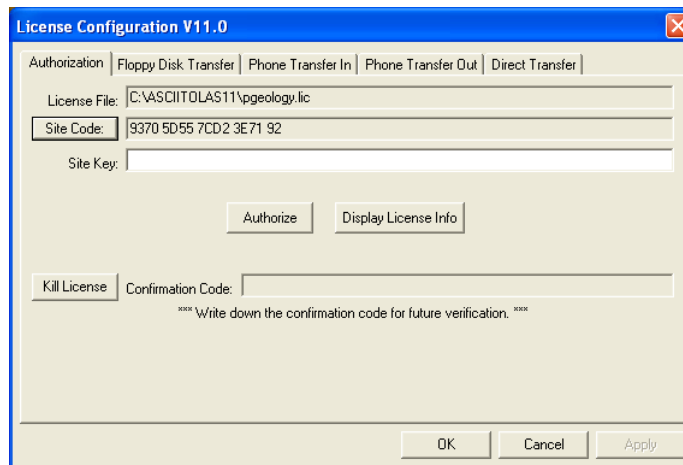 License Configuration V11.0
Authorization Floppy Disk Transfer Phone Transfer In Phone Transfer Out Direct Transfer
License File: C:\ASCIITOLAS11\pgeology.lic
Site Code: 9370 5D55 7CD2 3E71 92
Site Key:
Authorize Display License Info
Kill License Confirmation Code:
*** Write down the confirmation code for future verification. ***
OK Cancel Apply